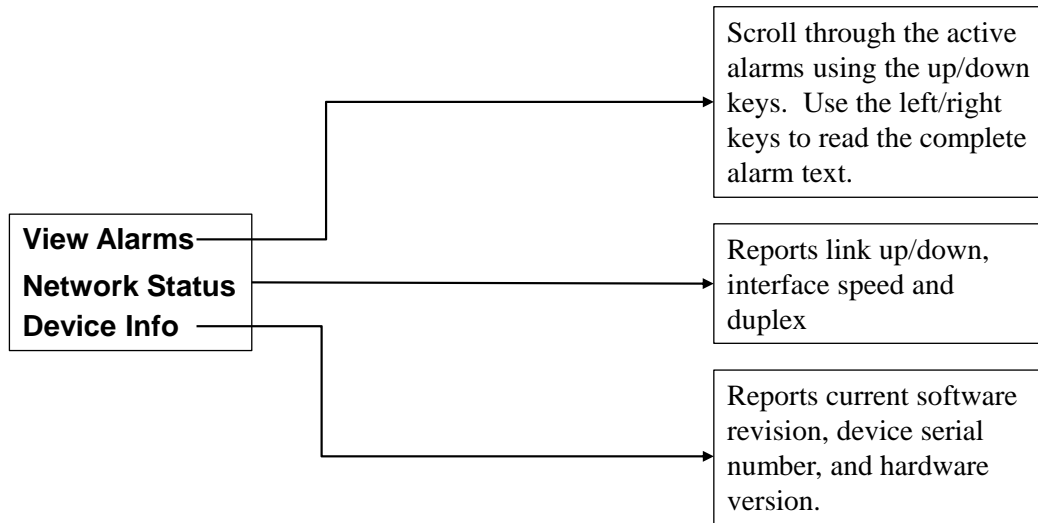 Scroll through the active
alarms using the up/down
keys.  Use the left/right
keys to read the complete
alarm text.
View Alarms
Network Status
Device Info
Reports link up/down,
interface speed and
duplex
Reports current software
revision, device serial
number, and hardware
version.